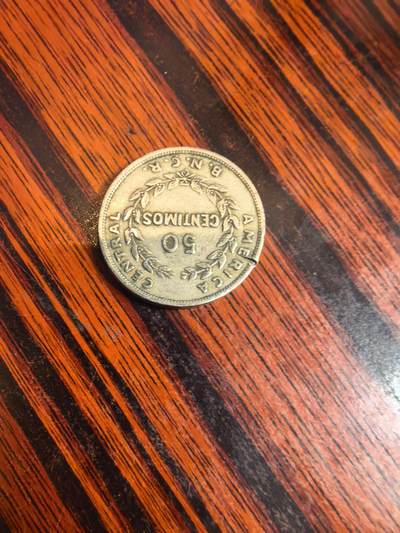 AMERICA CENTRAL
50
CENTIMOS
B.N.C.R.